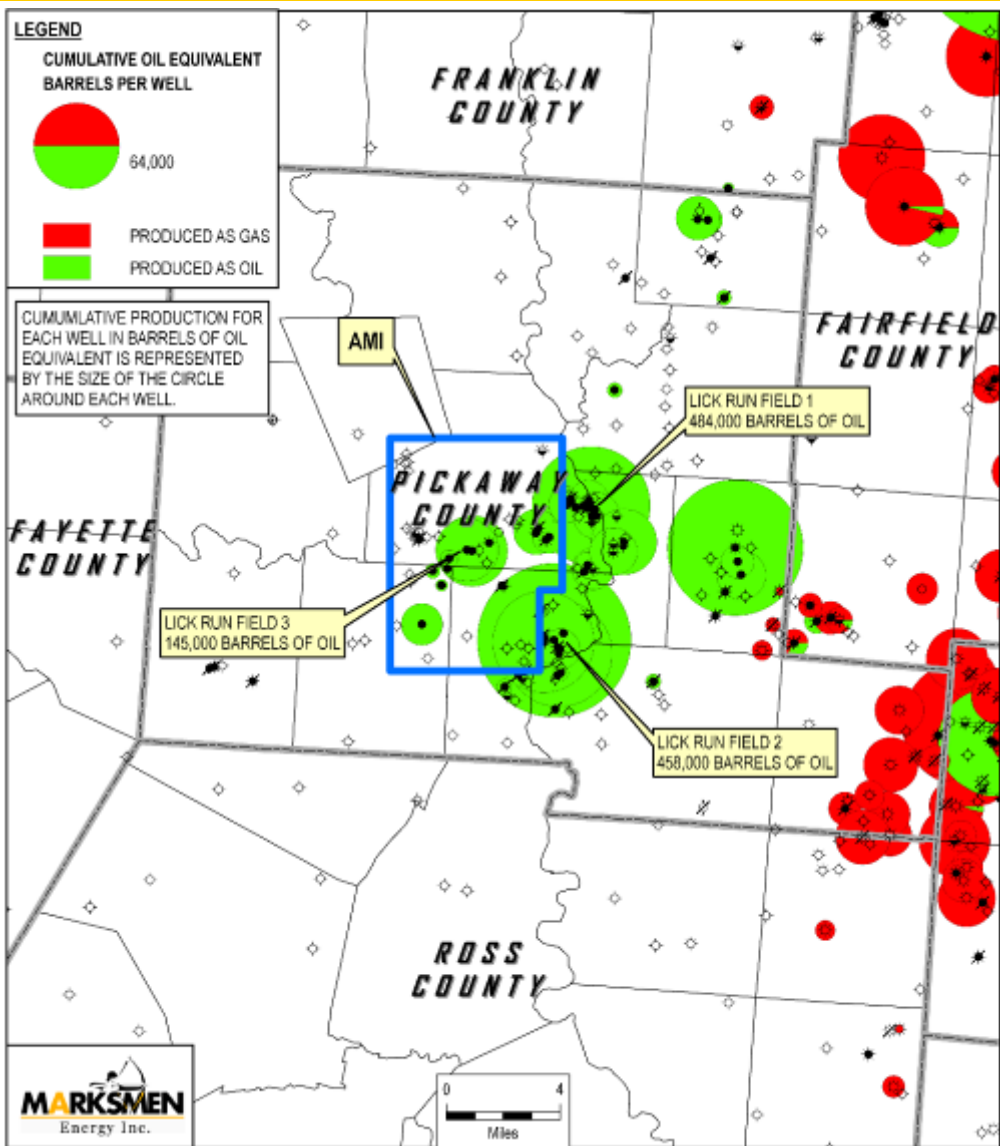 LEGEND
CUMULATIVE OIL EQUIVALENT
BARRELS PER WELL
64,000
PRODUCED AS GAS
PRODUCED AS OIL
CUMUMLATIVE PRODUCTION FOR
EACH WELL IN BARRELS OF OIL
EQUIVALENT IS REPRESENTED
BY THE SIZE OF THE CIRCLE
AROUND EACH WELL.
FRANKLIN
COUNTY
AMI
FAIRFIELD
COUNTY
LICK RUN FIELD 1
484,000 BARRELS OF OIL
PICKAWAY
COUNTY
FAYETTE
COUNTY
LICK RUN FIELD 3
145,000 BARRELS OF OIL
LICK RUN FIELD 2
458,000 BARRELS OF OIL
ROSS
COUNTY
MARKSMEN
Energy Inc.
0 4
Miles